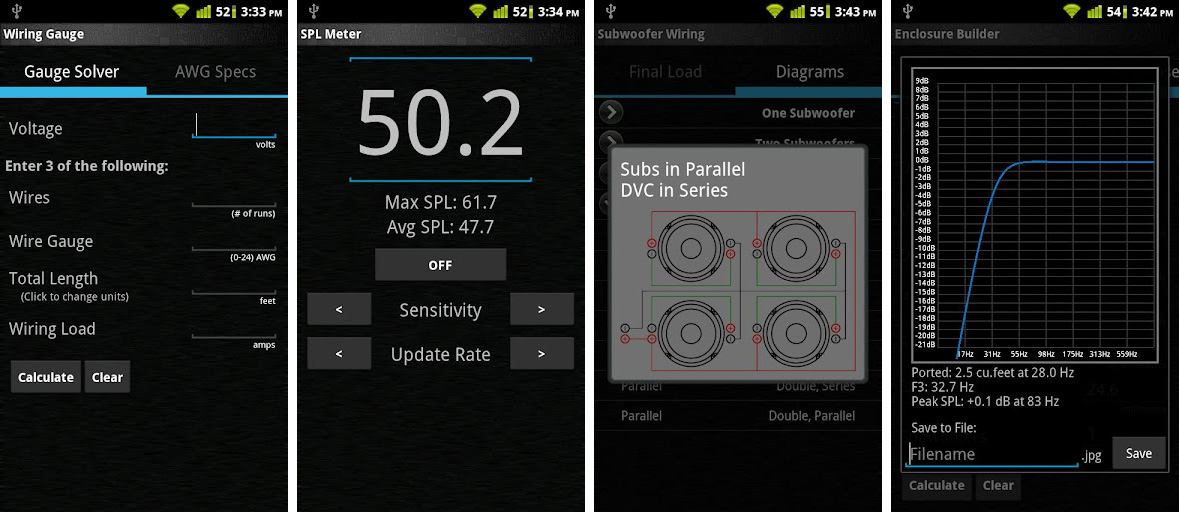 52 3:33 PM
Wiring Gauge
Gauge Solver AWG Specs
Voltage
volts
Enter 3 of the following:
Wires
(# of runs)
Wire Gauge
(0-24) AWG
Total Length
(Click to change units)
feet
Wiring Load
amps
Calculate Clear
52 3:34 PM
SPL Meter
50.2
Max SPL: 61.7
Avg SPL: 47.7
OFF
< Sensitivity >
< Update Rate >
55 3:43 PM
Subwoofer Wiring
Final Load Diagrams
One Subwoofer
Two Subwoofers
Subs in Parallel
DVC in Series
Parallel Double, Series
Parallel Double, Parallel
54 3:42 PM
Enclosure Builder
9dB
8dB
7dB
6dB
5dB
4dB
3dB
2dB
1dB
0dB
-1dB
-2dB
-3dB
-4dB
-5dB
-6dB
-7dB
-8dB
-9dB
-10dB
-11dB
-12dB
-13dB
-14dB
-15dB
-16dB
-17dB
-18dB
-19dB
-20dB
-21dB
17Hz 31Hz 55Hz 98Hz 175Hz 313Hz 559Hz
Ported: 2.5 cu.feet at 28.0 Hz
F3: 32.7 Hz
Peak SPL: +0.1 dB at 83 Hz
24.6
Save to File:
Filename .jpg Save
Calculate Clear